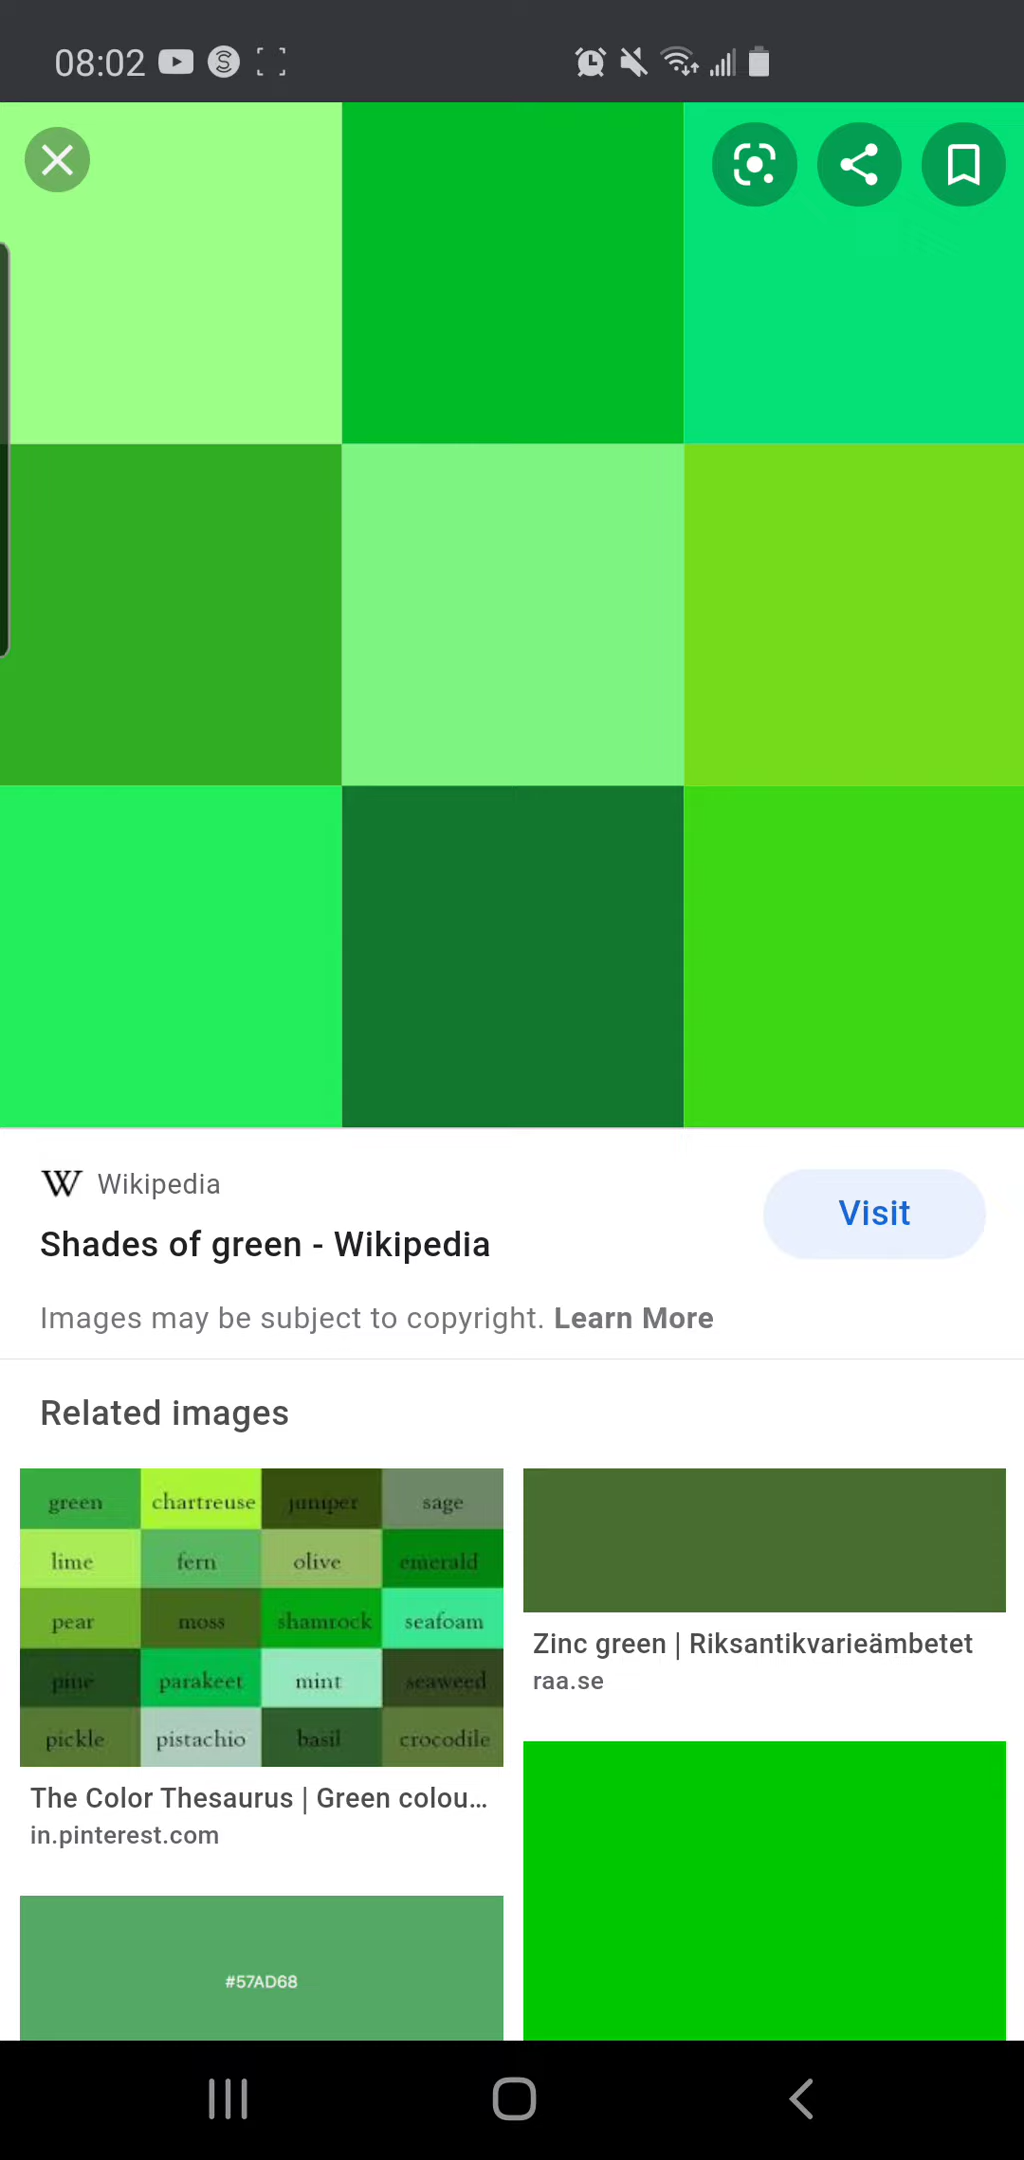 08:02
W Wikipedia
Shades of green - Wikipedia
Visit
Images may be subject to copyright. Learn More
Related images
green chartreuse juniper sage
lime fern olive emerald
pear moss shamrock seafoam
pine parakeet mint seaweed
pickle pistachio basil crocodile
The Color Thesaurus | Green colou...
in.pinterest.com
Zinc green | Riksantikvarieämbetet
raa.se
#57AD68